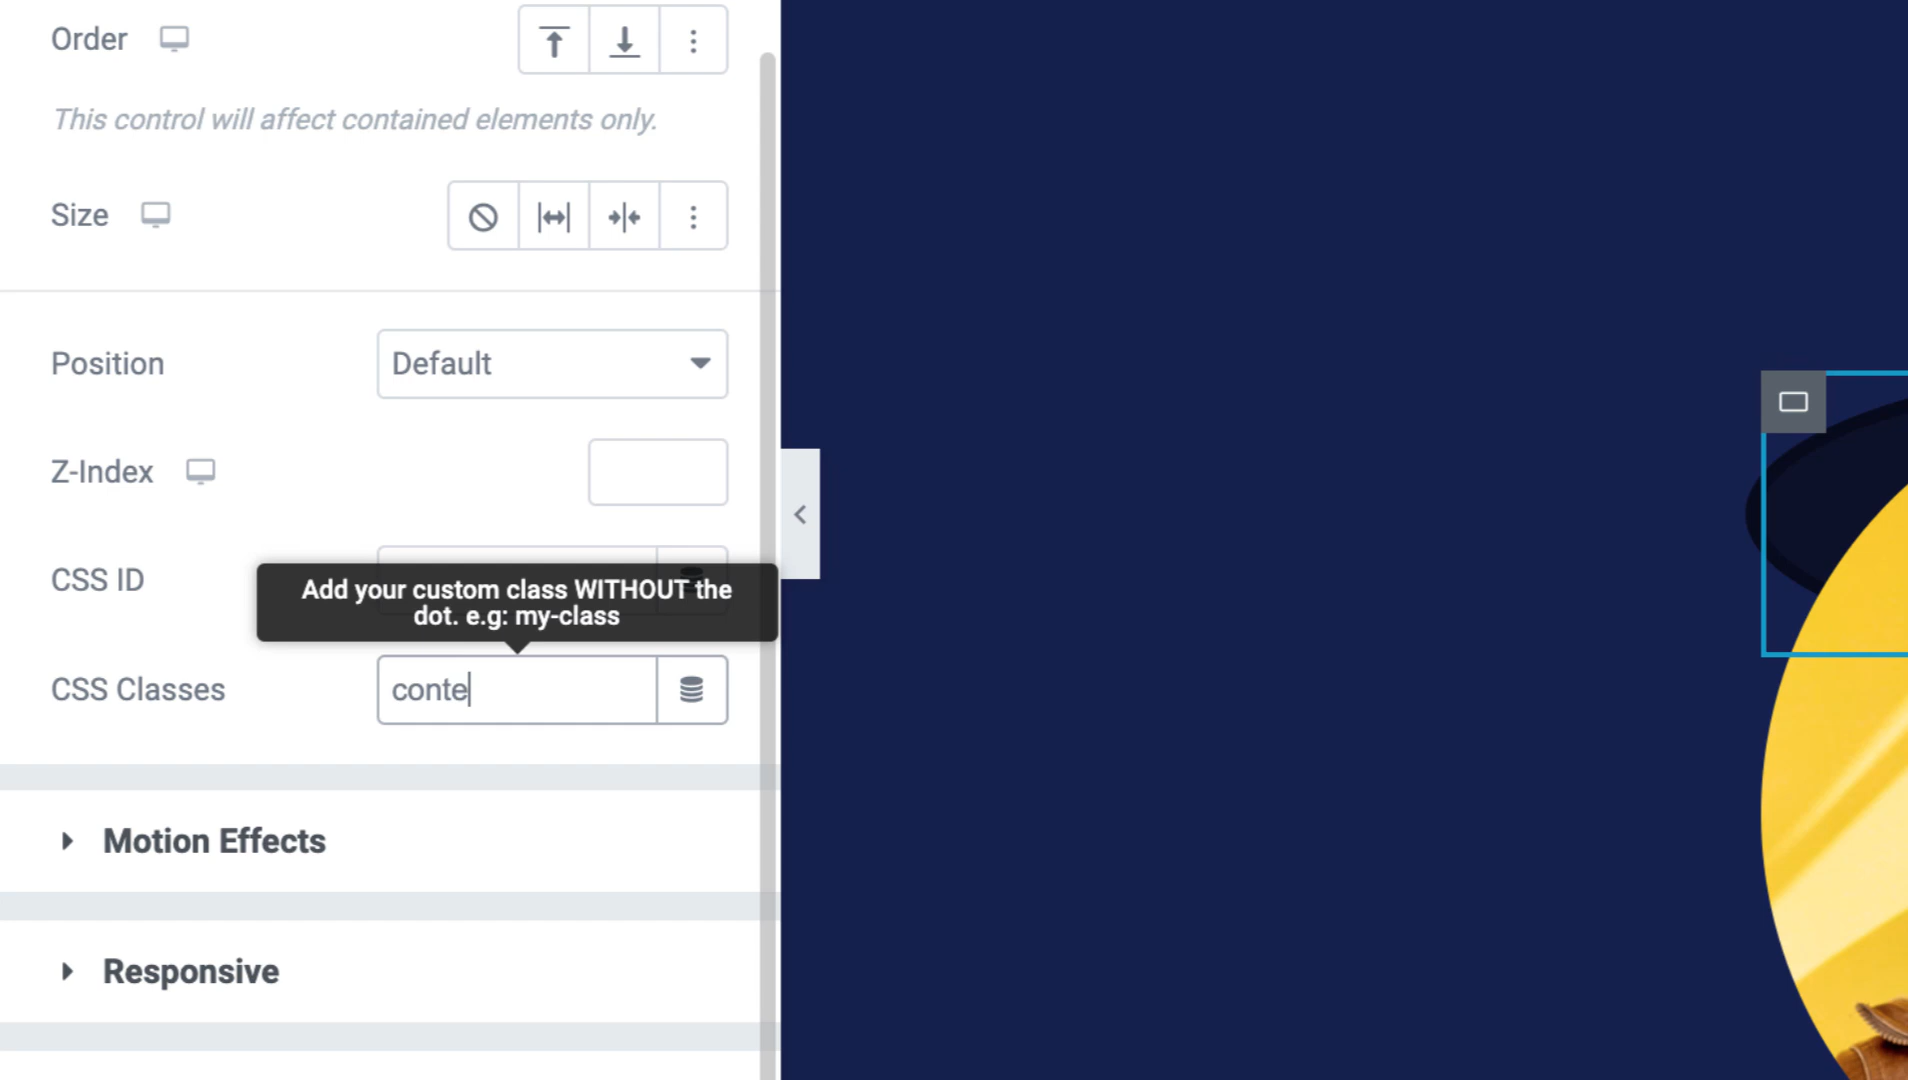 Order
This control will affect contained elements only.
Size
Position
Default
Z-Index
CSS ID
Add your custom class WITHOUT the
dot. e.g: my-class
CSS Classes
conte
Motion Effects
Responsive